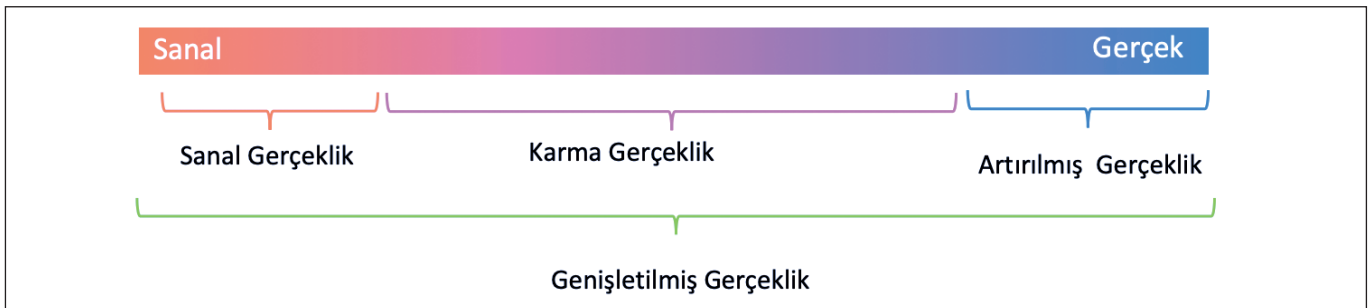 Sanal Gerçek
Sanal Gerçeklik Karma Gerçeklik Artırılmış Gerçeklik
Genişletilmiş Gerçeklik